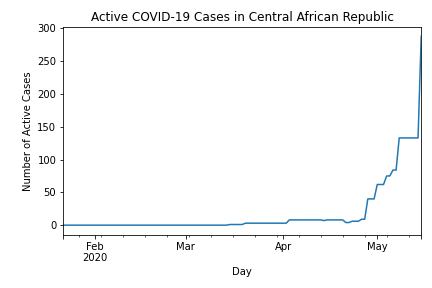 Active COVID-19 Cases in Central African Republic
300
250
200
150
100
50
0
Number of Active Cases
Feb
2020
Mar
Apr
May
Day